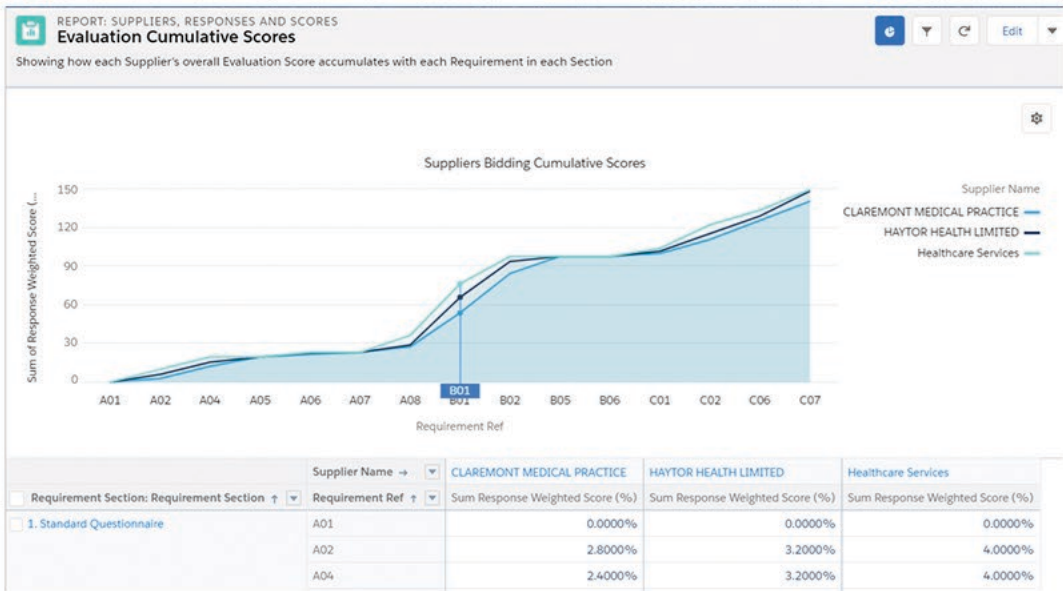 REPORT: SUPPLIERS, RESPONSES AND SCORES
Evaluation Cumulative Scores
Edit
Showing how each Supplier's overall Evaluation Score accumulates with each Requirement in each Section
Suppliers Bidding Cumulative Scores
Sum of Response Weighted Score (...
150
120
90
60
30
0
A01 A02 A04 A05 A06 A07 A08 B01 B02 B05 B06 C01 C02 C06 C07
Requirement Ref
Supplier Name
CLAREMONT MEDICAL PRACTICE
HAYTOR HEALTH LIMITED
Healthcare Services
Supplier Name → CLAREMONT MEDICAL PRACTICE HAYTOR HEALTH LIMITED Healthcare Services
Requirement Section: Requirement Section ↑ Requirement Ref ↑ Sum Response Weighted Score (%) Sum Response Weighted Score (%) Sum Response Weighted Score (%)
1. Standard Questionnaire A01 0.0000% 0.0000% 0.0000%
A02 2.8000% 3.2000% 4.0000%
A04 2.4000% 3.2000% 4.0000%